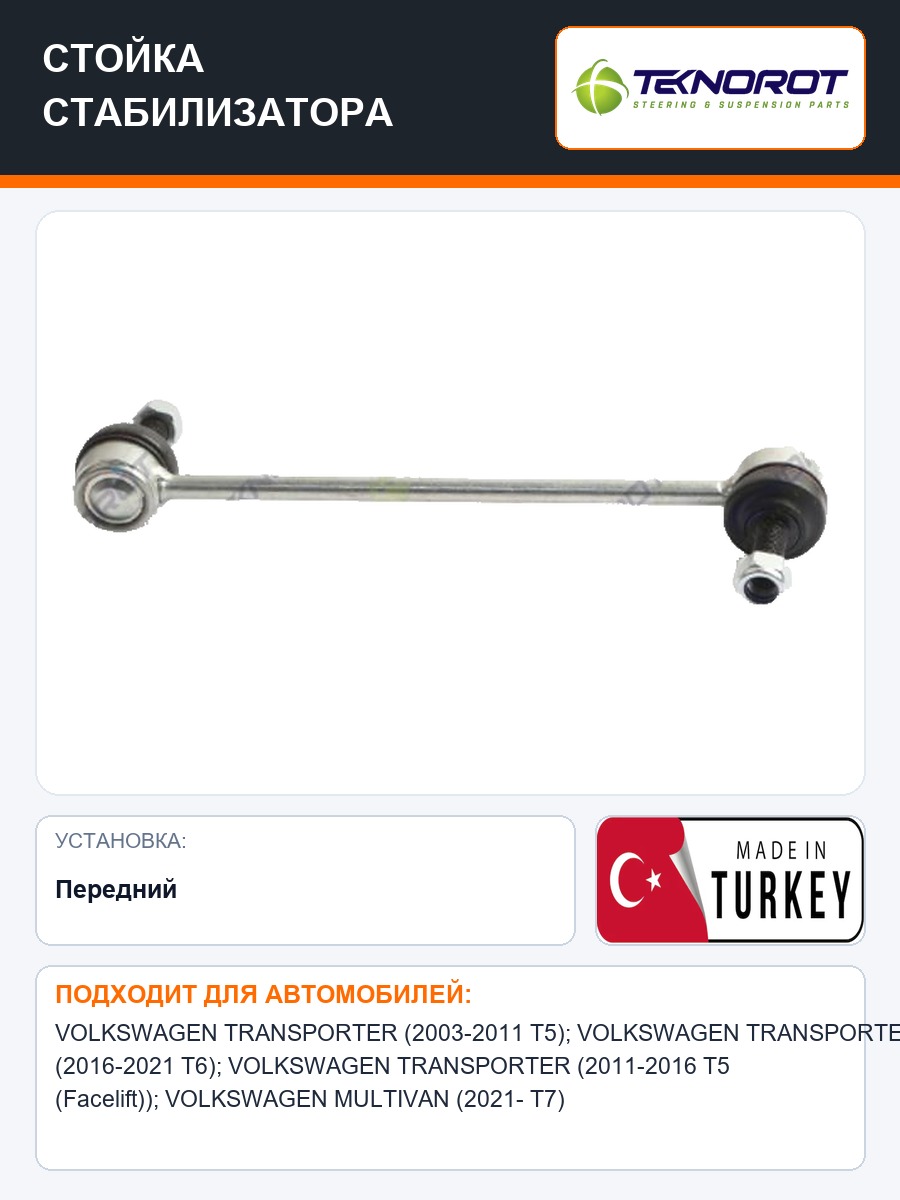 СТОЙКА
СТАБИЛИЗАТОРА
TEKNOROT
STEERING & SUSPENSION PARTS
УСТАНОВКА:
Передний
MADE IN
TURKEY
ПОДХОДИТ ДЛЯ АВТОМОБИЛЕЙ:
VOLKSWAGEN TRANSPORTER (2003-2011 T5); VOLKSWAGEN TRANSPORTE
(2016-2021 T6); VOLKSWAGEN TRANSPORTER (2011-2016 T5
(Facelift)); VOLKSWAGEN MULTIVAN (2021- T7)